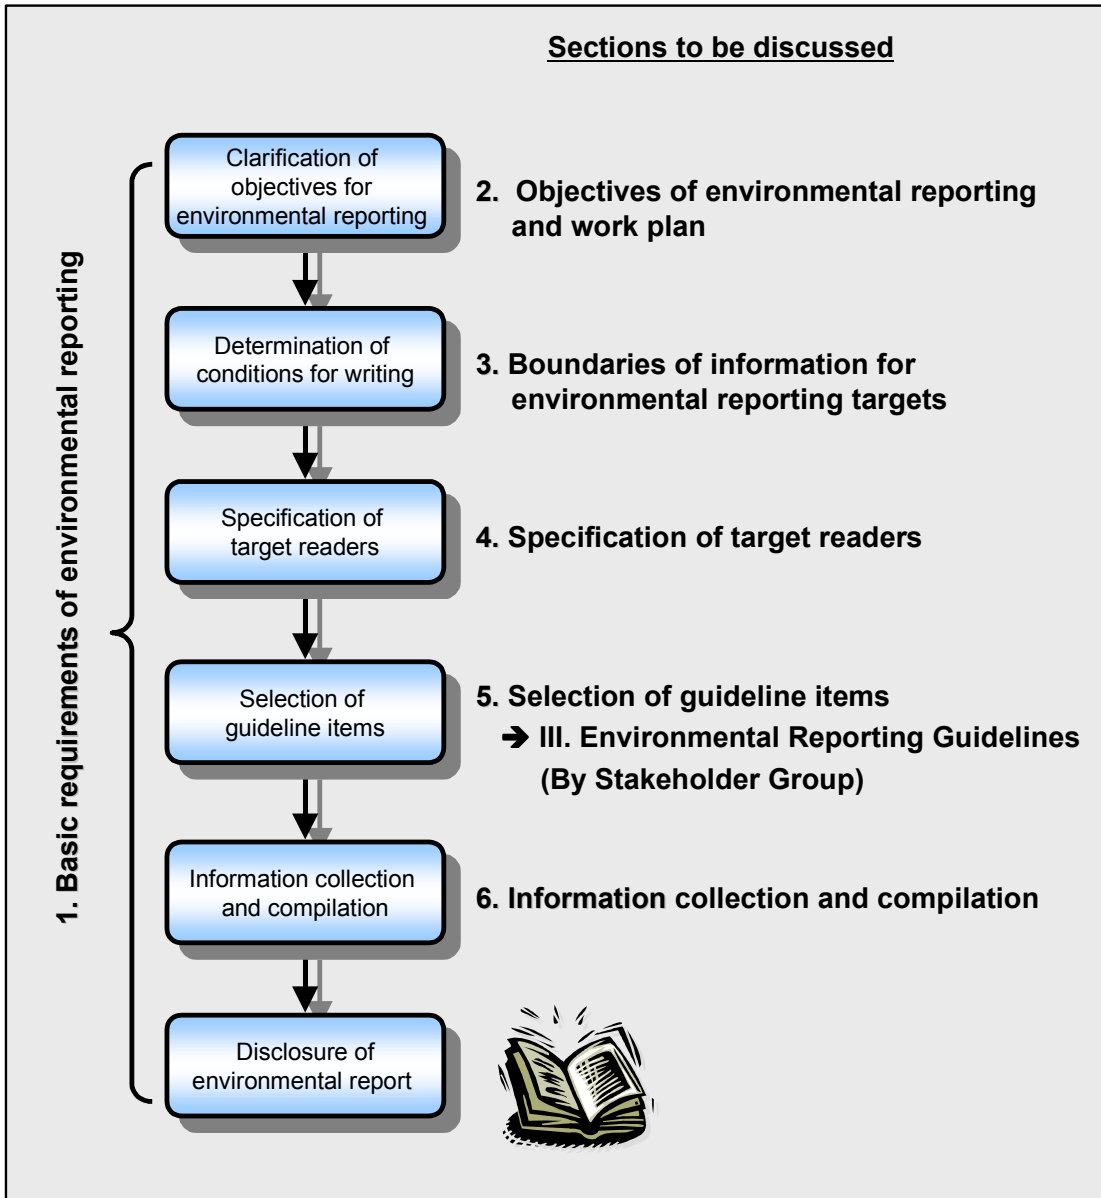 Sections to be discussed
1. Basic requirements of environmental reporting
Clarification of
objectives for
environmental reporting
2. Objectives of environmental reporting
and work plan
Determination of
conditions for writing
3. Boundaries of information for
environmental reporting targets
Specification of
target readers
4. Specification of target readers
Selection of
guideline items
5. Selection of guideline items
➔ III. Environmental Reporting Guidelines
(By Stakeholder Group)
Information collection
and compilation
6. Information collection and compilation
Disclosure of
environmental report